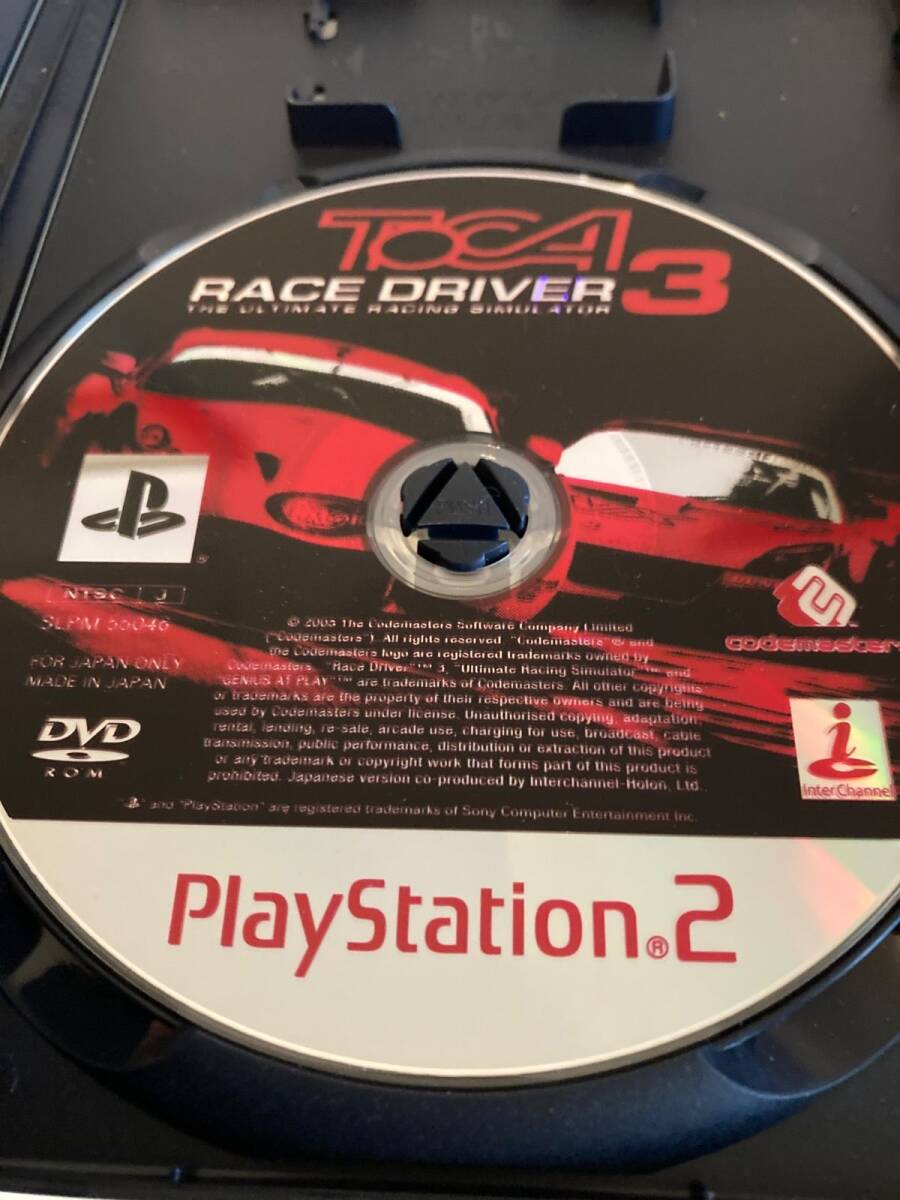 TOCA
RACE DRIVER 3
THE ULTIMATE RACING SIMULATOR
NTSC J
SLPM 55046
FOR JAPAN ONLY
MADE IN JAPAN
DVD
ROM
The Codemasters Software Company Limited
("Codemasters"). All rights reserved. "Codemasters"® and
the Codemasters logo are registered trademarks owned by
Codemasters. "Race Driver"™ 3, "Ultimate Racing Simulator"™ and
"GENIUS AT PLAY"™ are trademarks of Codemasters. All other copyrights
or trademarks are the property of their respective owners and are being
used by Codemasters under license. Unauthorised copying, adaptation,
rental, lending, re-sale, arcade use, charging for use, broadcast, cable
transmission, public performance, distribution or extraction of this product
or any trademark or copyright work that forms part of this product is
prohibited. Japanese version co-produced by Interchannel-Holon, Ltd.
codemasters
InterChannel
" " and "PlayStation" are registered trademarks of Sony Computer Entertainment Inc.
PlayStation®2